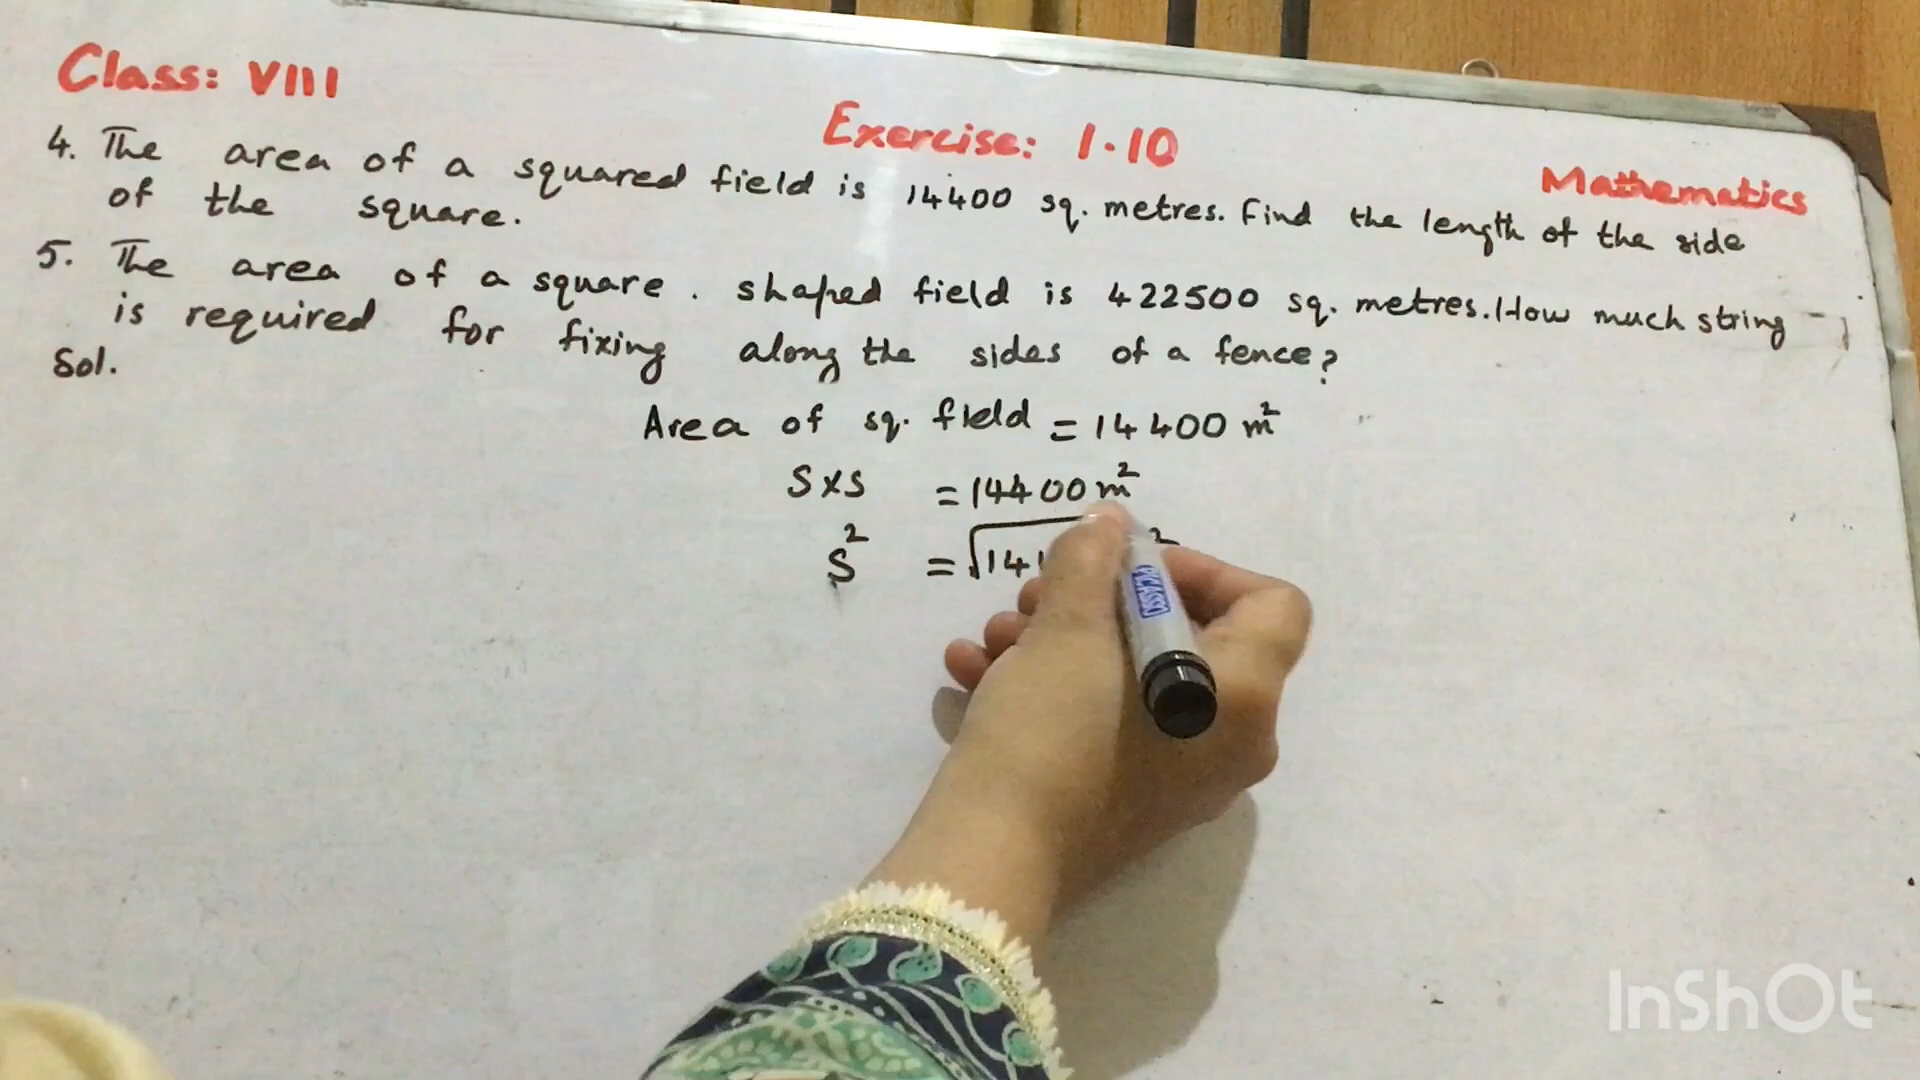 Class: VIII
Exercise: 1.10
Mathematics
4. The area of a squared field is 14400 sq. metres. Find the length of the side
of the square.
5. The area of a square. shaped field is 422500 sq. metres. How much string
is required for fixing along the sides of a fence?
Sol.
Area of sq. field = 14400 m²
S×S = 14400 m²
S² = √14
PICASSO
InShOt